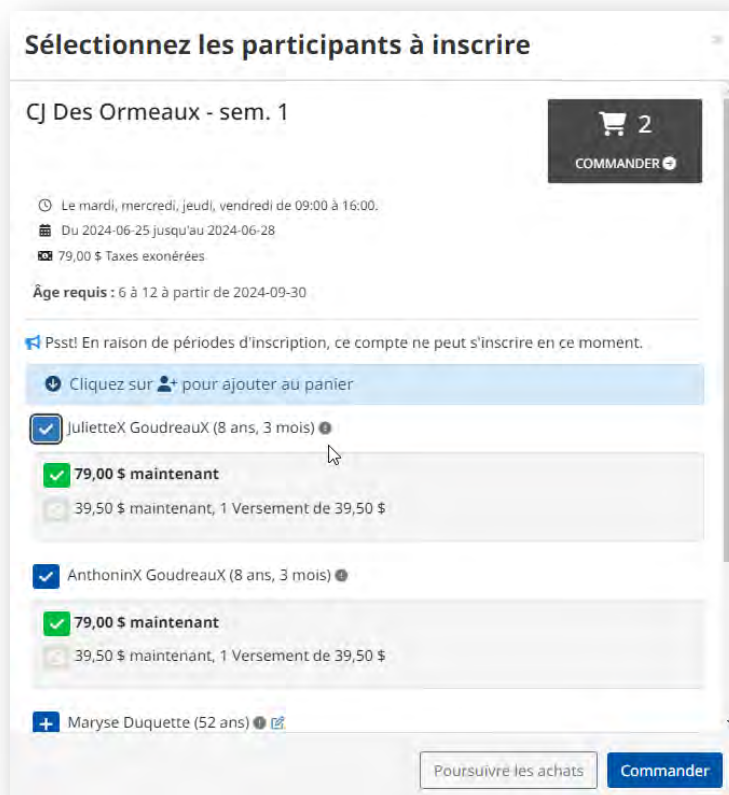 Sélectionnez les participants à inscrire
CJ Des Ormeaux - sem. 1
2
COMMANDER
Le mardi, mercredi, jeudi, vendredi de 09:00 à 16:00.
Du 2024-06-25 jusqu'au 2024-06-28
79,00 $ Taxes exonérées
Âge requis : 6 à 12 à partir de 2024-09-30
Psst! En raison de périodes d'inscription, ce compte ne peut s'inscrire en ce moment.
Cliquez sur pour ajouter au panier
JulietteX GoudreauX (8 ans, 3 mois)
79,00 $ maintenant
39,50 $ maintenant, 1 Versement de 39,50 $
AnthoninX GoudreauX (8 ans, 3 mois)
79,00 $ maintenant
39,50 $ maintenant, 1 Versement de 39,50 $
Maryse Duquette (52 ans)
Poursuivre les achats
Commander